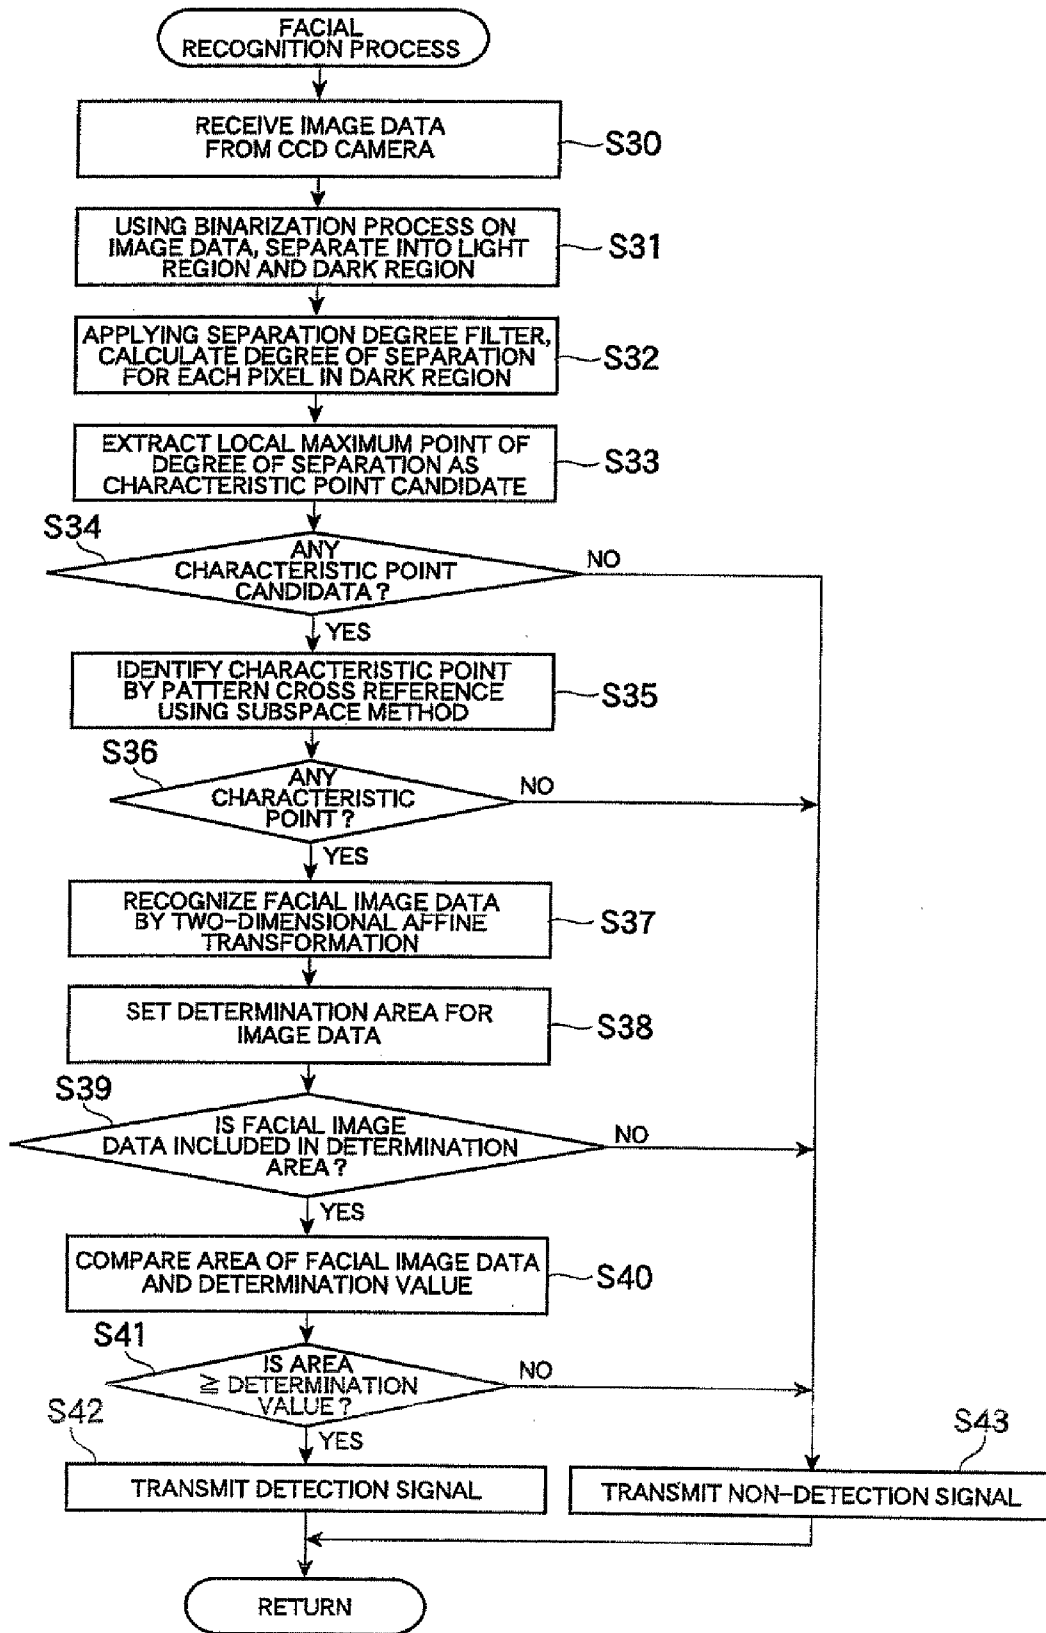 FACIAL
RECOGNITION PROCESS
RECEIVE IMAGE DATA
FROM CCD CAMERA
S30
USING BINARIZATION PROCESS ON
IMAGE DATA, SEPARATE INTO LIGHT
REGION AND DARK REGION
S31
APPLYING SEPARATION DEGREE FILTER,
CALCULATE DEGREE OF SEPARATION
FOR EACH PIXEL IN DARK REGION
S32
EXTRACT LOCAL MAXIMUM POINT OF
DEGREE OF SEPARATION AS
CHARACTERISTIC POINT CANDIDATE
S33
S34
ANY
CHARACTERISTIC POINT
CANDIDATA?
NO
YES
IDENTIFY CHARACTERISTIC POINT
BY PATTERN CROSS REFERENCE
USING SUBSPACE METHOD
S35
S36
ANY
CHARACTERISTIC
POINT?
NO
YES
RECOGNIZE FACIAL IMAGE DATA
BY TWO-DIMENSIONAL AFFINE
TRANSFORMATION
S37
SET DETERMINATION AREA FOR
IMAGE DATA
S38
S39
IS FACIAL IMAGE
DATA INCLUDED IN DETERMINATION
AREA?
NO
YES
COMPARE AREA OF FACIAL IMAGE DATA
AND DETERMINATION VALUE
S40
S41
IS AREA
≧ DETERMINATION
VALUE?
NO
YES
S42
TRANSMIT DETECTION SIGNAL
S43
TRANSMIT NON-DETECTION SIGNAL
RETURN